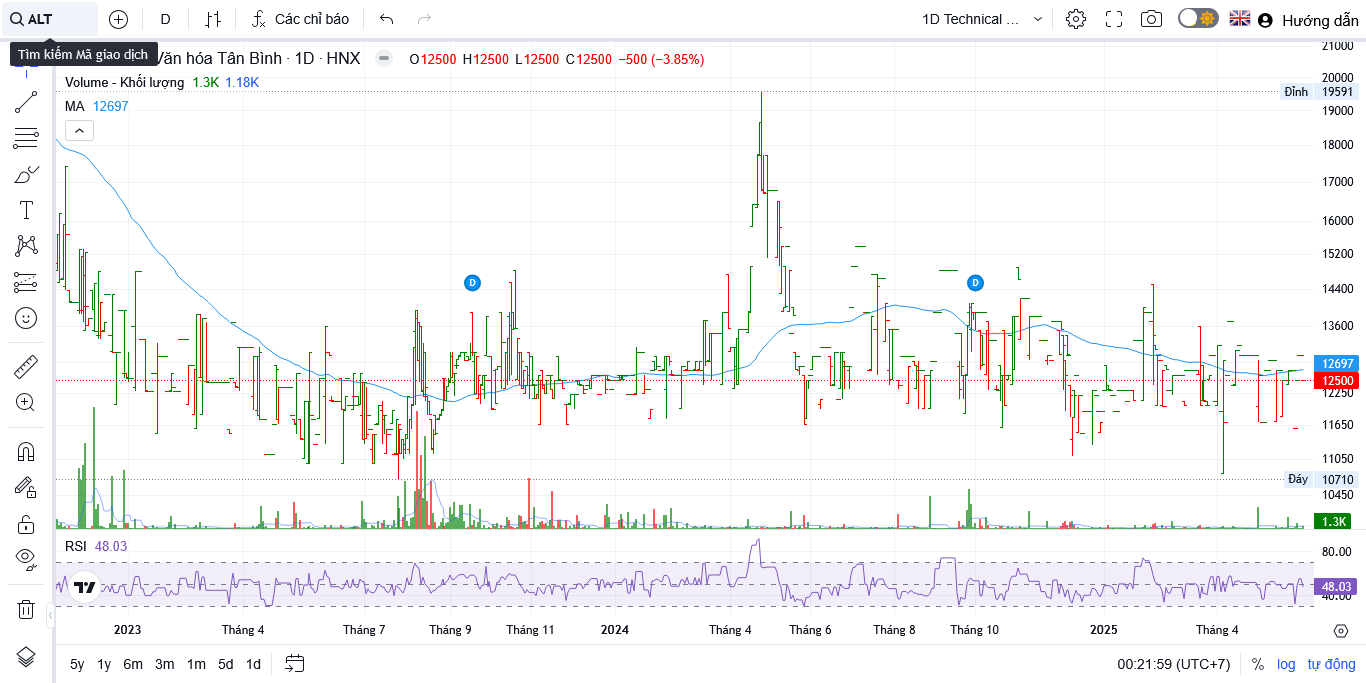 ALT
D
Các chỉ báo
1D Technical ...
Hướng dẫn
Tìm kiếm Mã giao dịch
Văn hóa Tân Bình · 1D · HNX
O12500 H12500 L12500 C12500 −500 (−3.85%)
Volume - Khối lượng 1.3K 1.18K
MA 12697
21000
20000
Đỉnh 19591
19000
18000
17000
16000
15200
14400
13600
12697
12500
12250
11650
11050
Đáy 10710
10450
1.3K
D
D
RSI 48.03
80.00
48.03
40.00
2023 Tháng 4 Tháng 7 Tháng 9 Tháng 11 2024 Tháng 4 Tháng 6 Tháng 8 Tháng 10 2025 Tháng 4
5y 1y 6m 3m 1m 5d 1d
00:21:59 (UTC+7) % log tự động